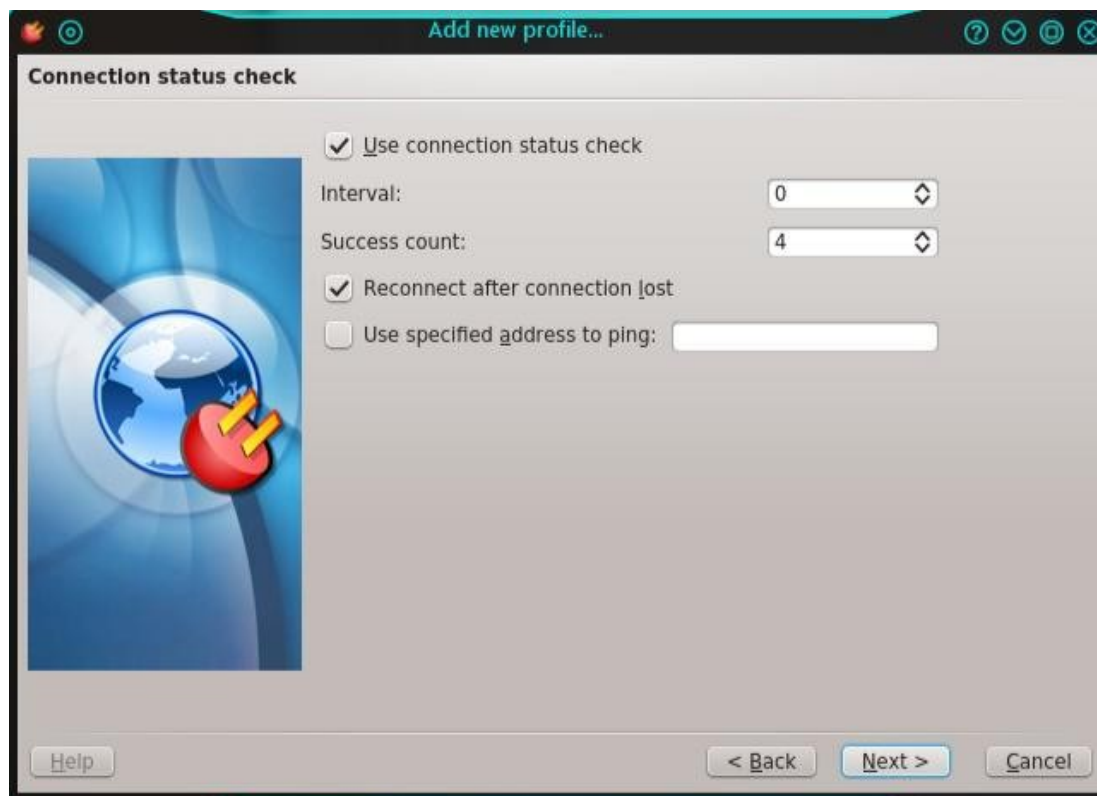 Add new profile...
Connection status check
Use connection status check
Interval: 0
Success count: 4
Reconnect after connection lost
Use specified address to ping:
Help < Back Next > Cancel